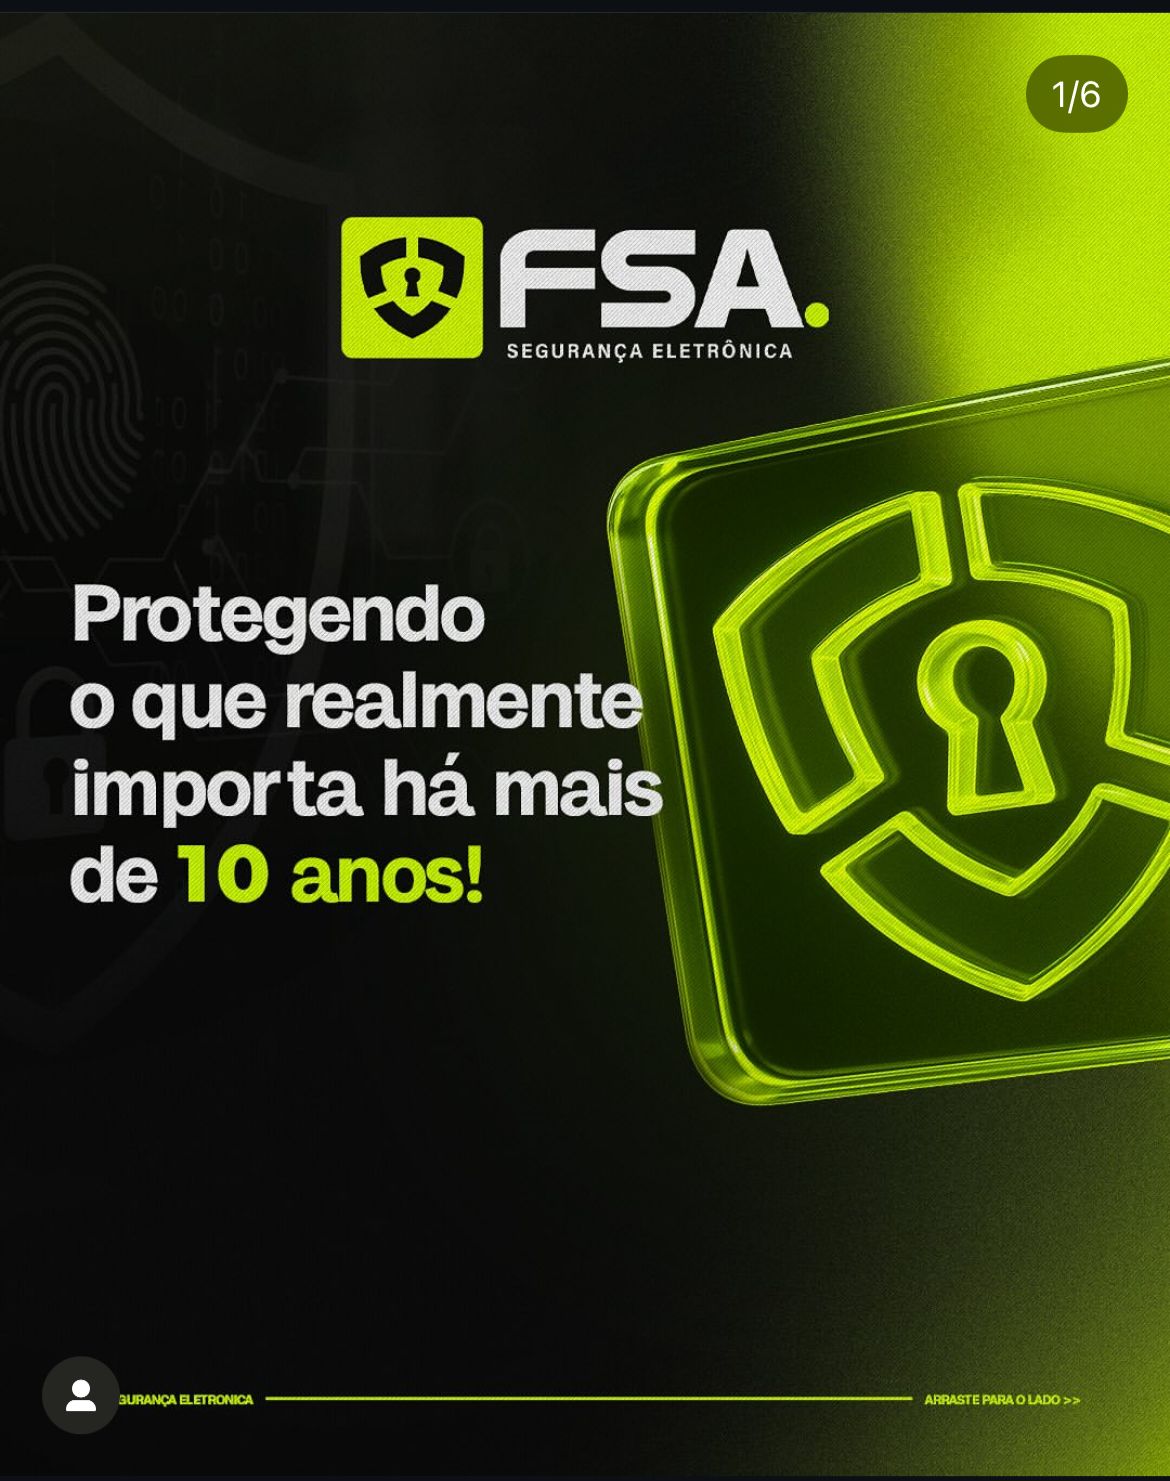 1/6
FSA.
SEGURANÇA ELETRÔNICA
Protegendo
o que realmente
importa há mais
de 10 anos!
GURANÇA ELETRONICA
ARRASTE PARA O LADO >>